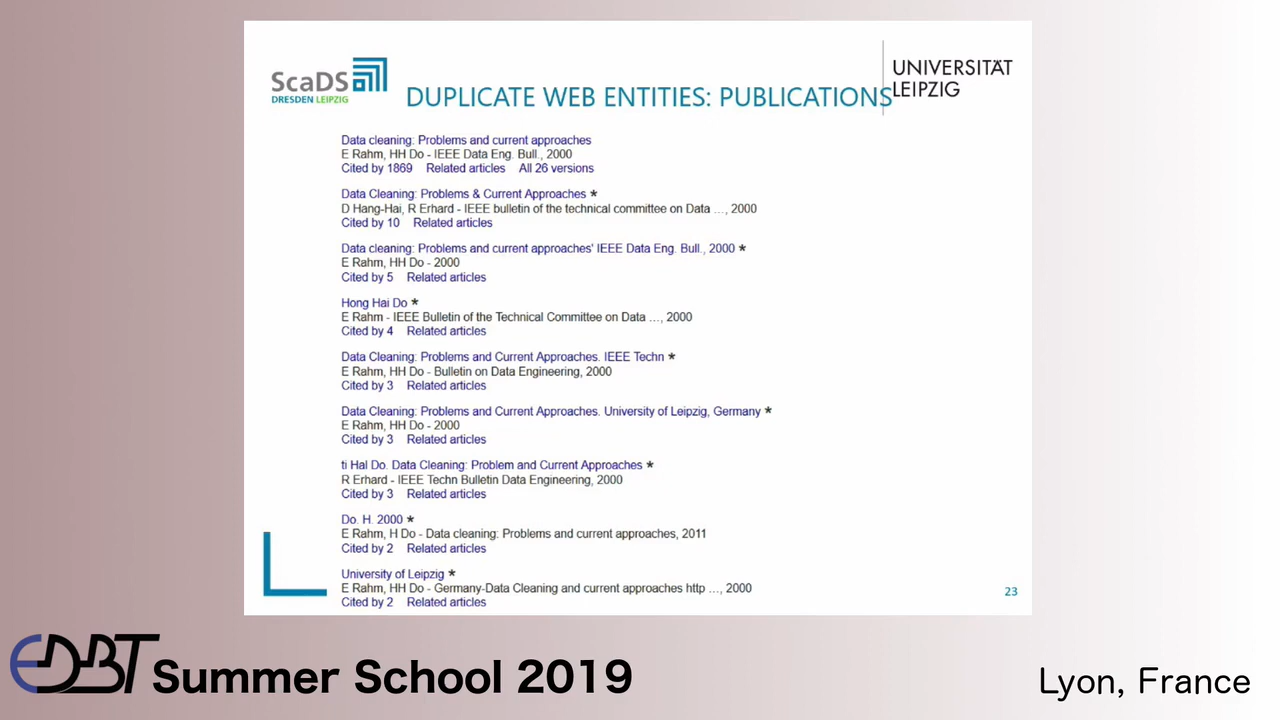 ScaDS
DRESDEN LEIPZIG
DUPLICATE WEB ENTITIES: PUBLICATIONS
UNIVERSITÄT
LEIPZIG
Data cleaning: Problems and current approaches
E Rahm, HH Do - IEEE Data Eng. Bull., 2000
Cited by 1869 Related articles All 26 versions
Data Cleaning: Problems & Current Approaches *
D Hang-Hai, R Erhard - IEEE bulletin of the technical committee on Data ..., 2000
Cited by 10 Related articles
Data cleaning: Problems and current approaches' IEEE Data Eng. Bull., 2000 *
E Rahm, HH Do - 2000
Cited by 5 Related articles
Hong Hai Do *
E Rahm - IEEE Bulletin of the Technical Committee on Data ..., 2000
Cited by 4 Related articles
Data Cleaning: Problems and Current Approaches. IEEE Techn *
E Rahm, HH Do - Bulletin on Data Engineering, 2000
Cited by 3 Related articles
Data Cleaning: Problems and Current Approaches. University of Leipzig, Germany *
E Rahm, HH Do - 2000
Cited by 3 Related articles
ti Hal Do. Data Cleaning: Problem and Current Approaches *
R Erhard - IEEE Techn Bulletin Data Engineering, 2000
Cited by 3 Related articles
Do. H. 2000 *
E Rahm, H Do - Data cleaning: Problems and current approaches, 2011
Cited by 2 Related articles
University of Leipzig *
E Rahm, HH Do - Germany-Data Cleaning and current approaches http ..., 2000
Cited by 2 Related articles
23
EDBT Summer School 2019
Lyon, France